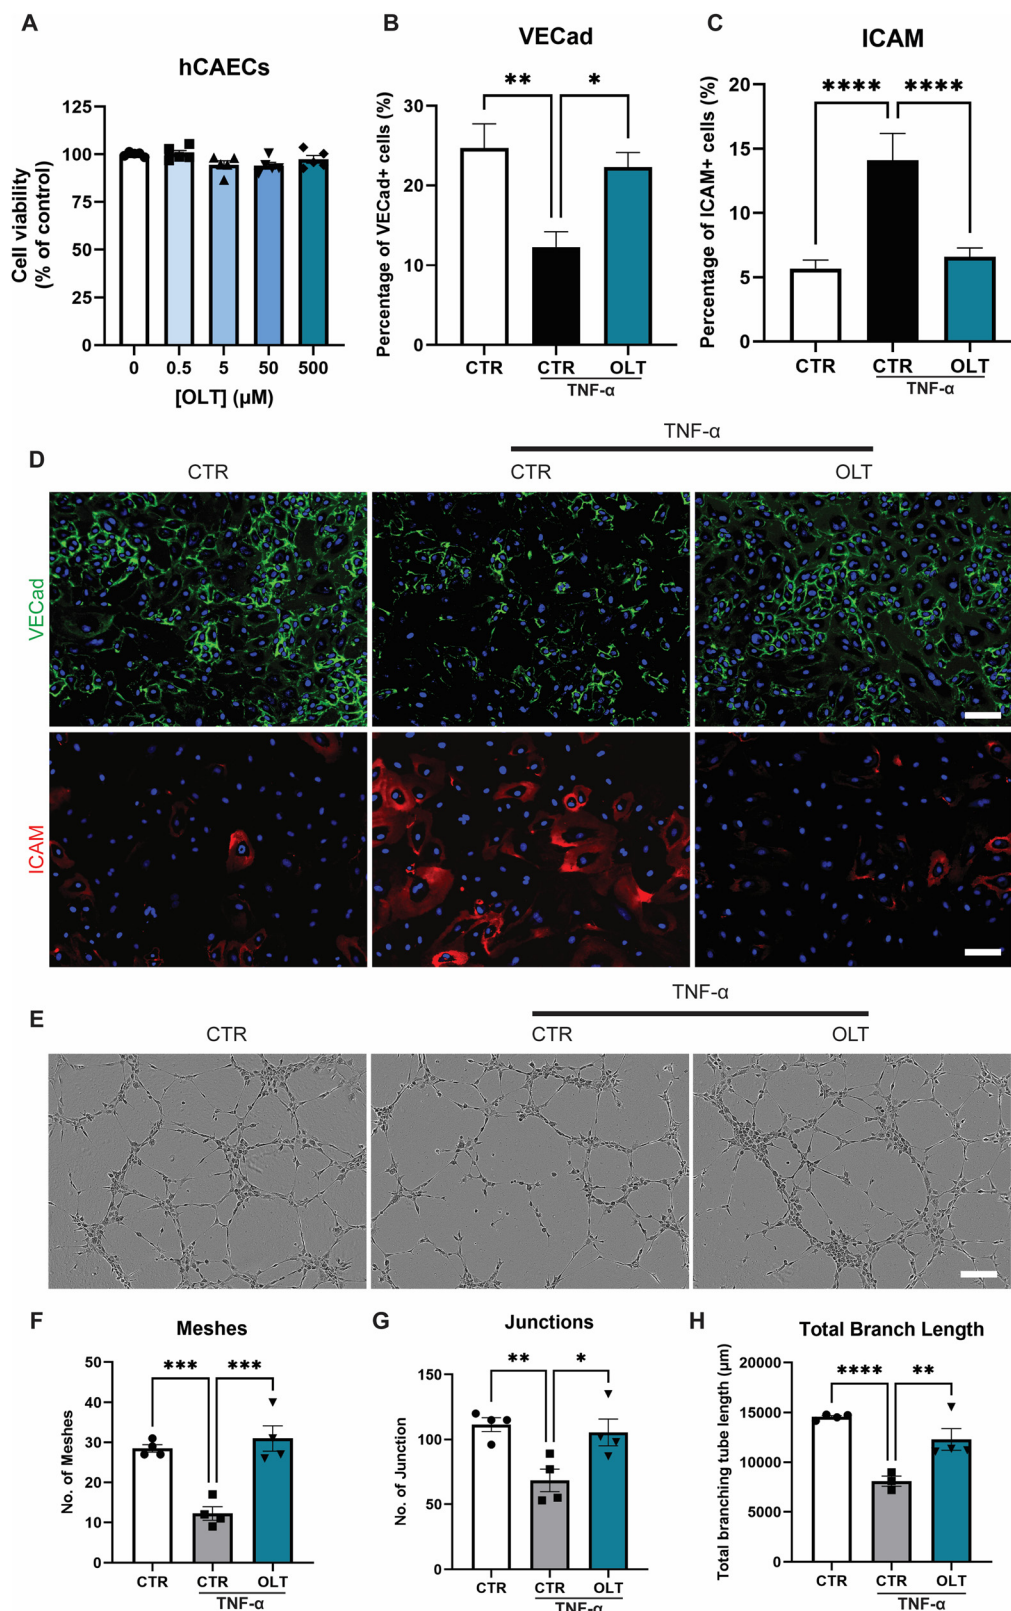 A
hCAECs
Cell viability
(% of control)
125
100
75
50
25
0
0 0.5 5 50 500
[OLT] (µM)
B
VECad
** *
Percentage of VECad+ cells (%)
30
20
10
0
CTR CTR OLT
TNF-α
C
ICAM
**** ****
Percentage of ICAM+ cells (%)
20
15
10
5
0
CTR CTR OLT
TNF-α
D
TNF-α
CTR CTR OLT
VECad
ICAM
E
TNF-α
CTR CTR OLT
F
Meshes
*** ***
No. of Meshes
50
40
30
20
10
0
CTR CTR OLT
TNF-α
G
Junctions
** *
No. of Junction
150
100
50
0
CTR CTR OLT
TNF-α
H
Total Branch Length
**** **
Total branching tube length (µm)
20000
15000
10000
5000
0
CTR CTR OLT
TNF-α